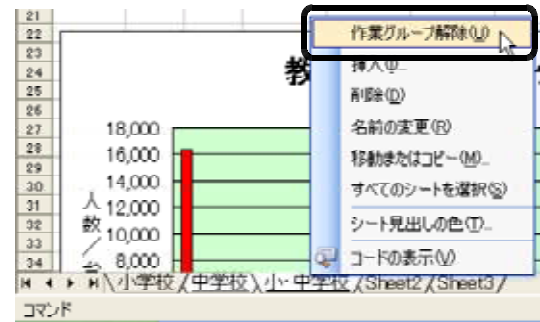 21
22
23
24
25
26
27
28
29
30
31
32
33
34
教
18,000
16,000
14,000
12,000
10,000
8,000
人数/
作業グループ解除(U)
挿入(I)...
削除(D)
名前の変更(R)
移動またはコピー(M)...
すべてのシートを選択(S)
シート見出しの色(T)...
コードの表示(V)
小学校/中学校\小・中学校/Sheet2/Sheet3/
コマンド